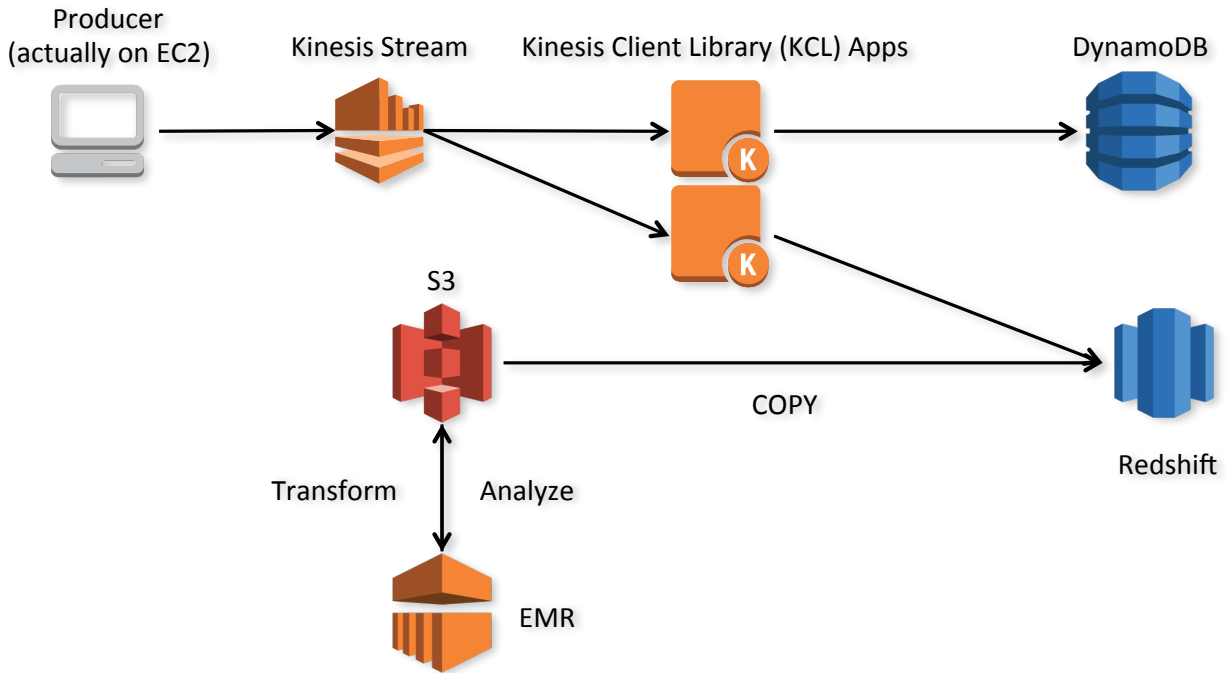 Producer
(actually on EC2)
Kinesis Stream
Kinesis Client Library (KCL) Apps
DynamoDB
K
K
S3
COPY
Redshift
Transform
Analyze
EMR